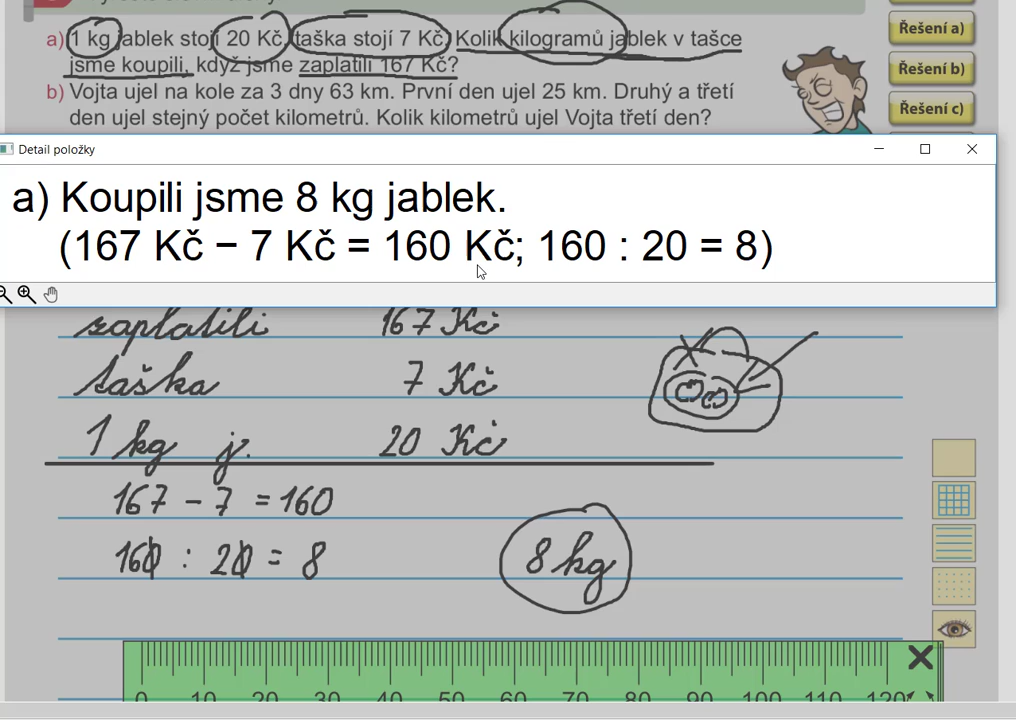 a) 1 kg jablek stojí 20 Kč, taška stojí 7 Kč. Kolik kilogramů jablek v tašce
jsme koupili, když jsme zaplatili 167 Kč?
b) Vojta ujel na kole za 3 dny 63 km. První den ujel 25 km. Druhý a třetí
den ujel stejný počet kilometrů. Kolik kilometrů ujel Vojta třetí den?
Řešení a)
Řešení b)
Řešení c)
Detail položky
a) Koupili jsme 8 kg jablek.
(167 Kč − 7 Kč = 160 Kč; 160 : 20 = 8)
zaplatili 167 Kč
taška 7 Kč
1 kg j. 20 Kč
167 - 7 = 160
160 : 20 = 8
8 kg
0 10 20 30 40 50 60 70 80 90 100 110 120